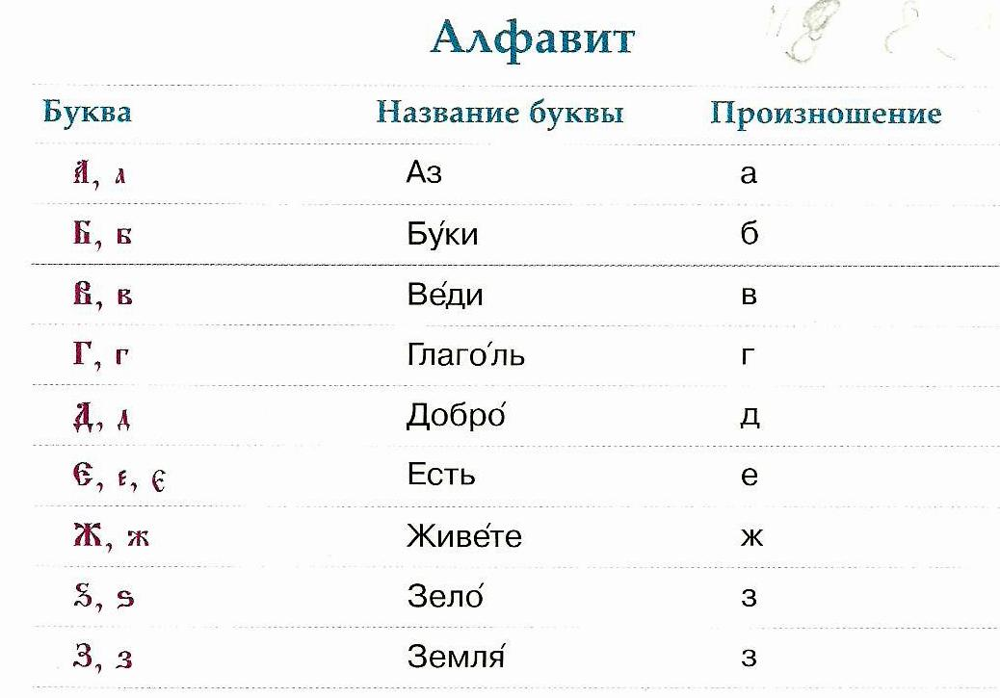 Алфавит
Буква Название буквы Произношение
А, а Аз а
Б, б Бу́ки б
В, в Ве́ди в
Г, г Глаго́ль г
Д, д Добро́ д
Є, е, є Есть е
Ж, ж Живе́те ж
Ѕ, ѕ Зело́ з
З, з Земля́ з